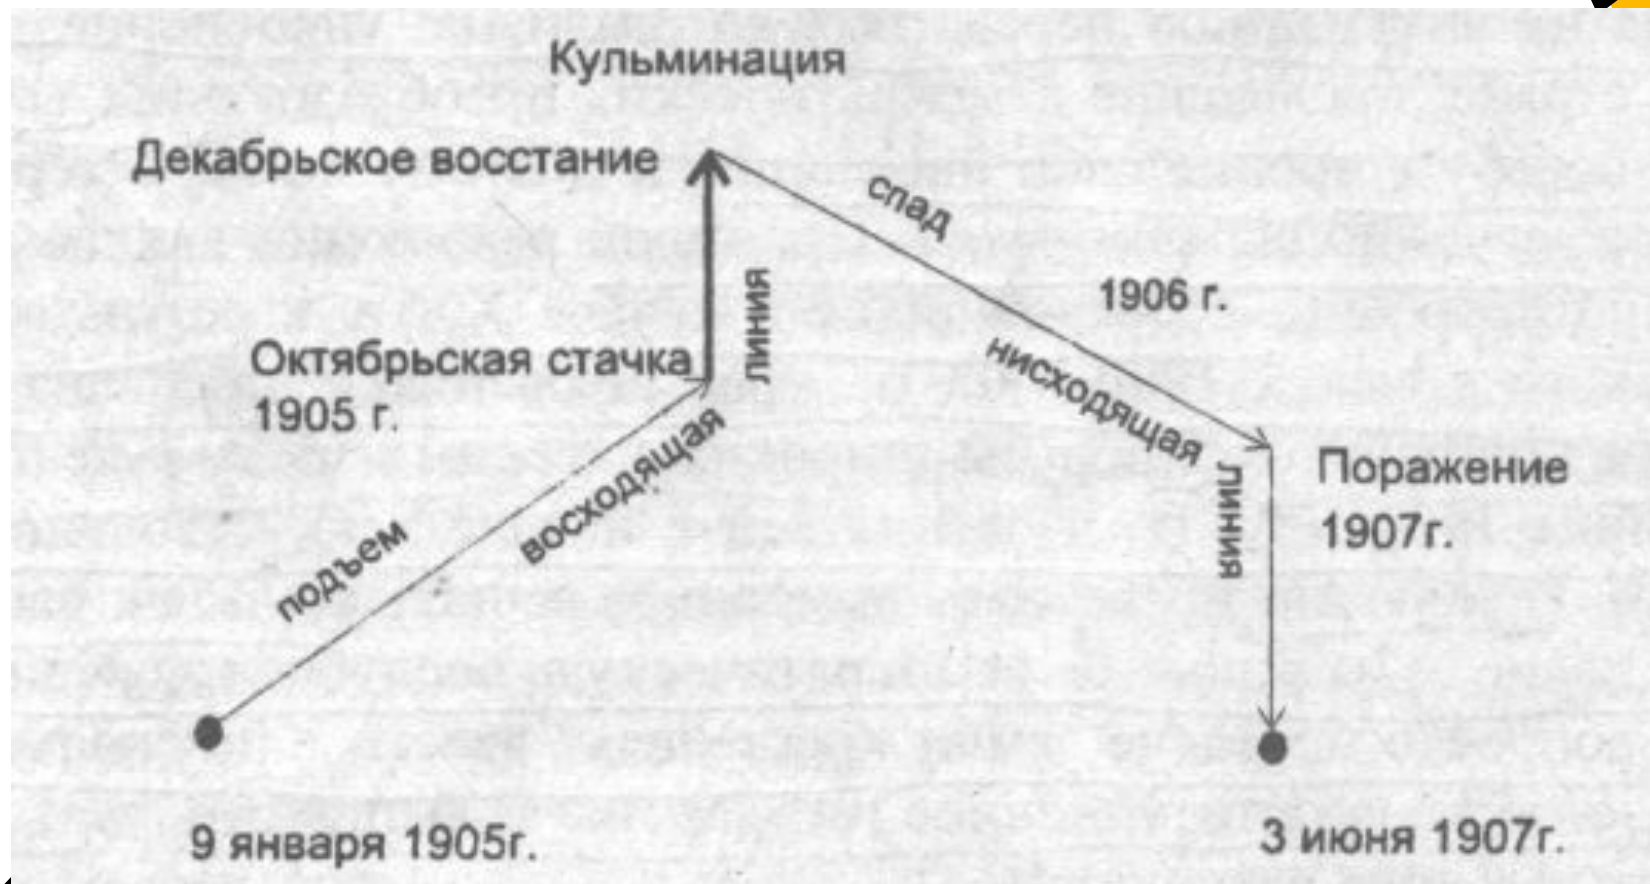 Кульминация
Декабрьское восстание
спад
линия
1906 г.
Октябрьская стачка
1905 г.
нисходящая
восходящая
линия
Поражение
1907г.
подъем
9 января 1905г.
3 июня 1907г.